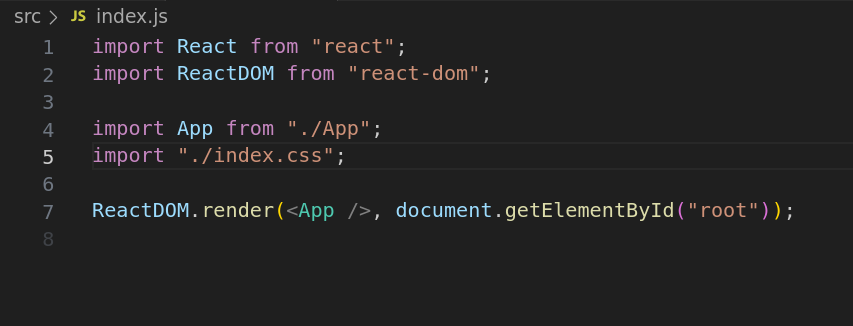 src > JS index.js
1 import React from "react";
2 import ReactDOM from "react-dom";
3
4 import App from "./App";
5 import "./index.css";
6
7 ReactDOM.render(<App />, document.getElementById("root"));
8